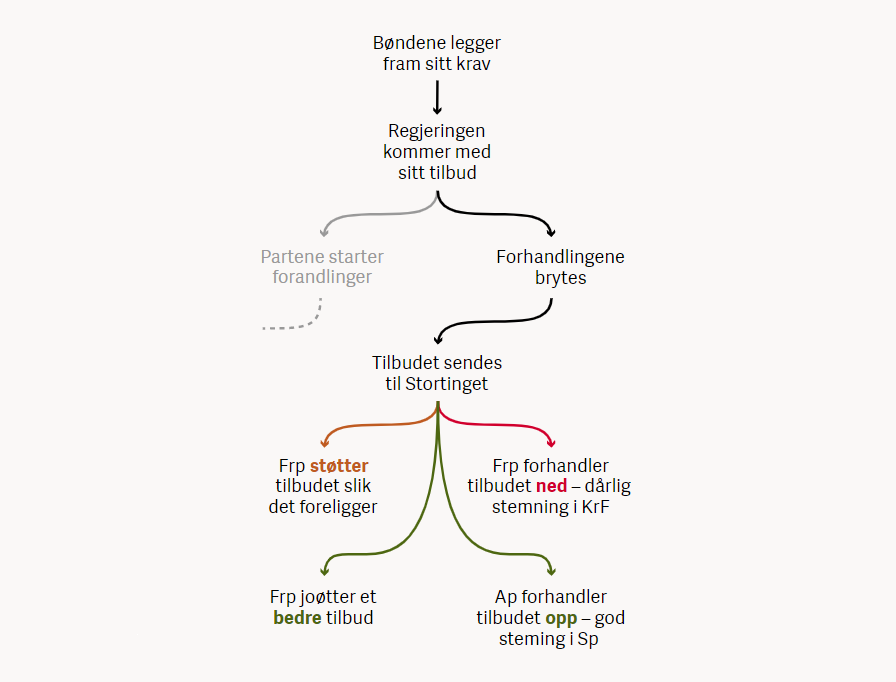 Bøndene legger
fram sitt krav
Regjeringen
kommer med
sitt tilbud
Partene starter
forandlinger
Forhandlingene
brytes
Tilbudet sendes
til Stortinget
Frp støtter
tilbudet slik
det foreligger
Frp forhandler
tilbudet ned – dårlig
stemning i KrF
Frp joøtter et
bedre tilbud
Ap forhandler
tilbudet opp – god
steming i Sp